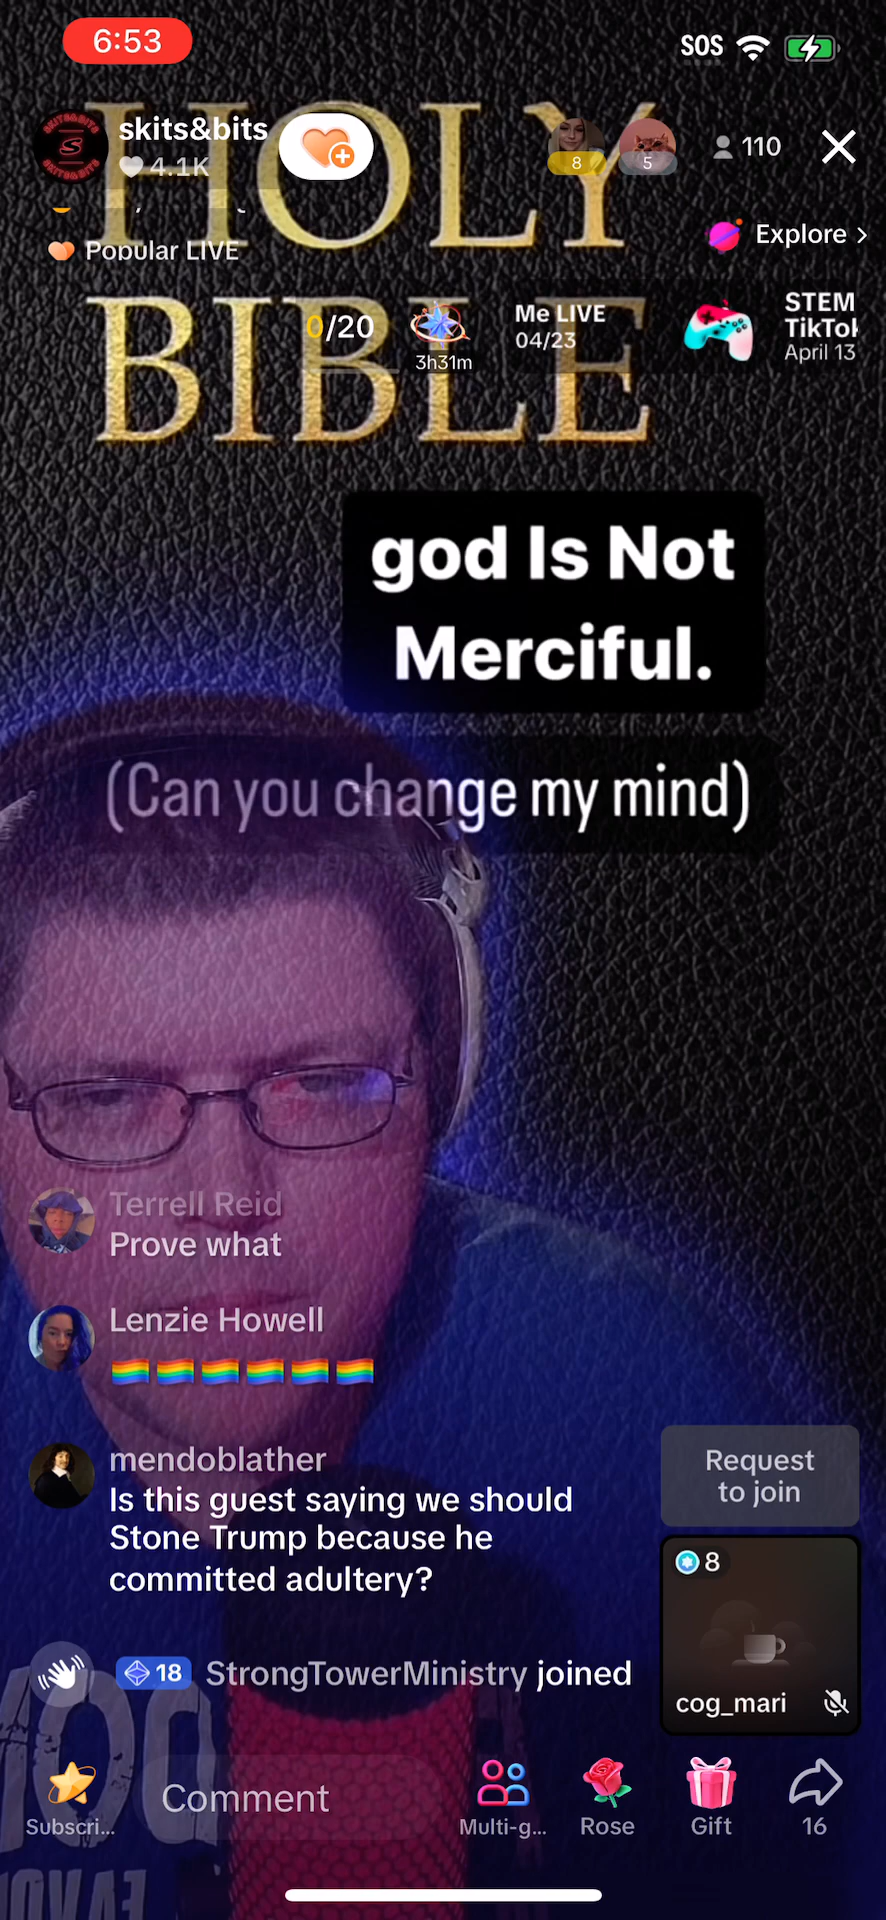 6:53
SOS
HOLY
BIBLE
skits&bits
4.1K
8
5
110
Popular LIVE
Explore >
0/20
3h31m
Me LIVE
04/23
STEM
TikTok
April 13
god Is Not
Merciful.
(Can you change my mind)
Terrell Reid
Prove what
Lenzie Howell
🏳️‍🌈🏳️‍🌈🏳️‍🌈🏳️‍🌈🏳️‍🌈🏳️‍🌈
mendoblather
Is this guest saying we should
Stone Trump because he
committed adultery?
Request
to join
8
cog_mari
18 StrongTowerMinistry joined
Subscri...
Comment
Multi-g...
Rose
Gift
16